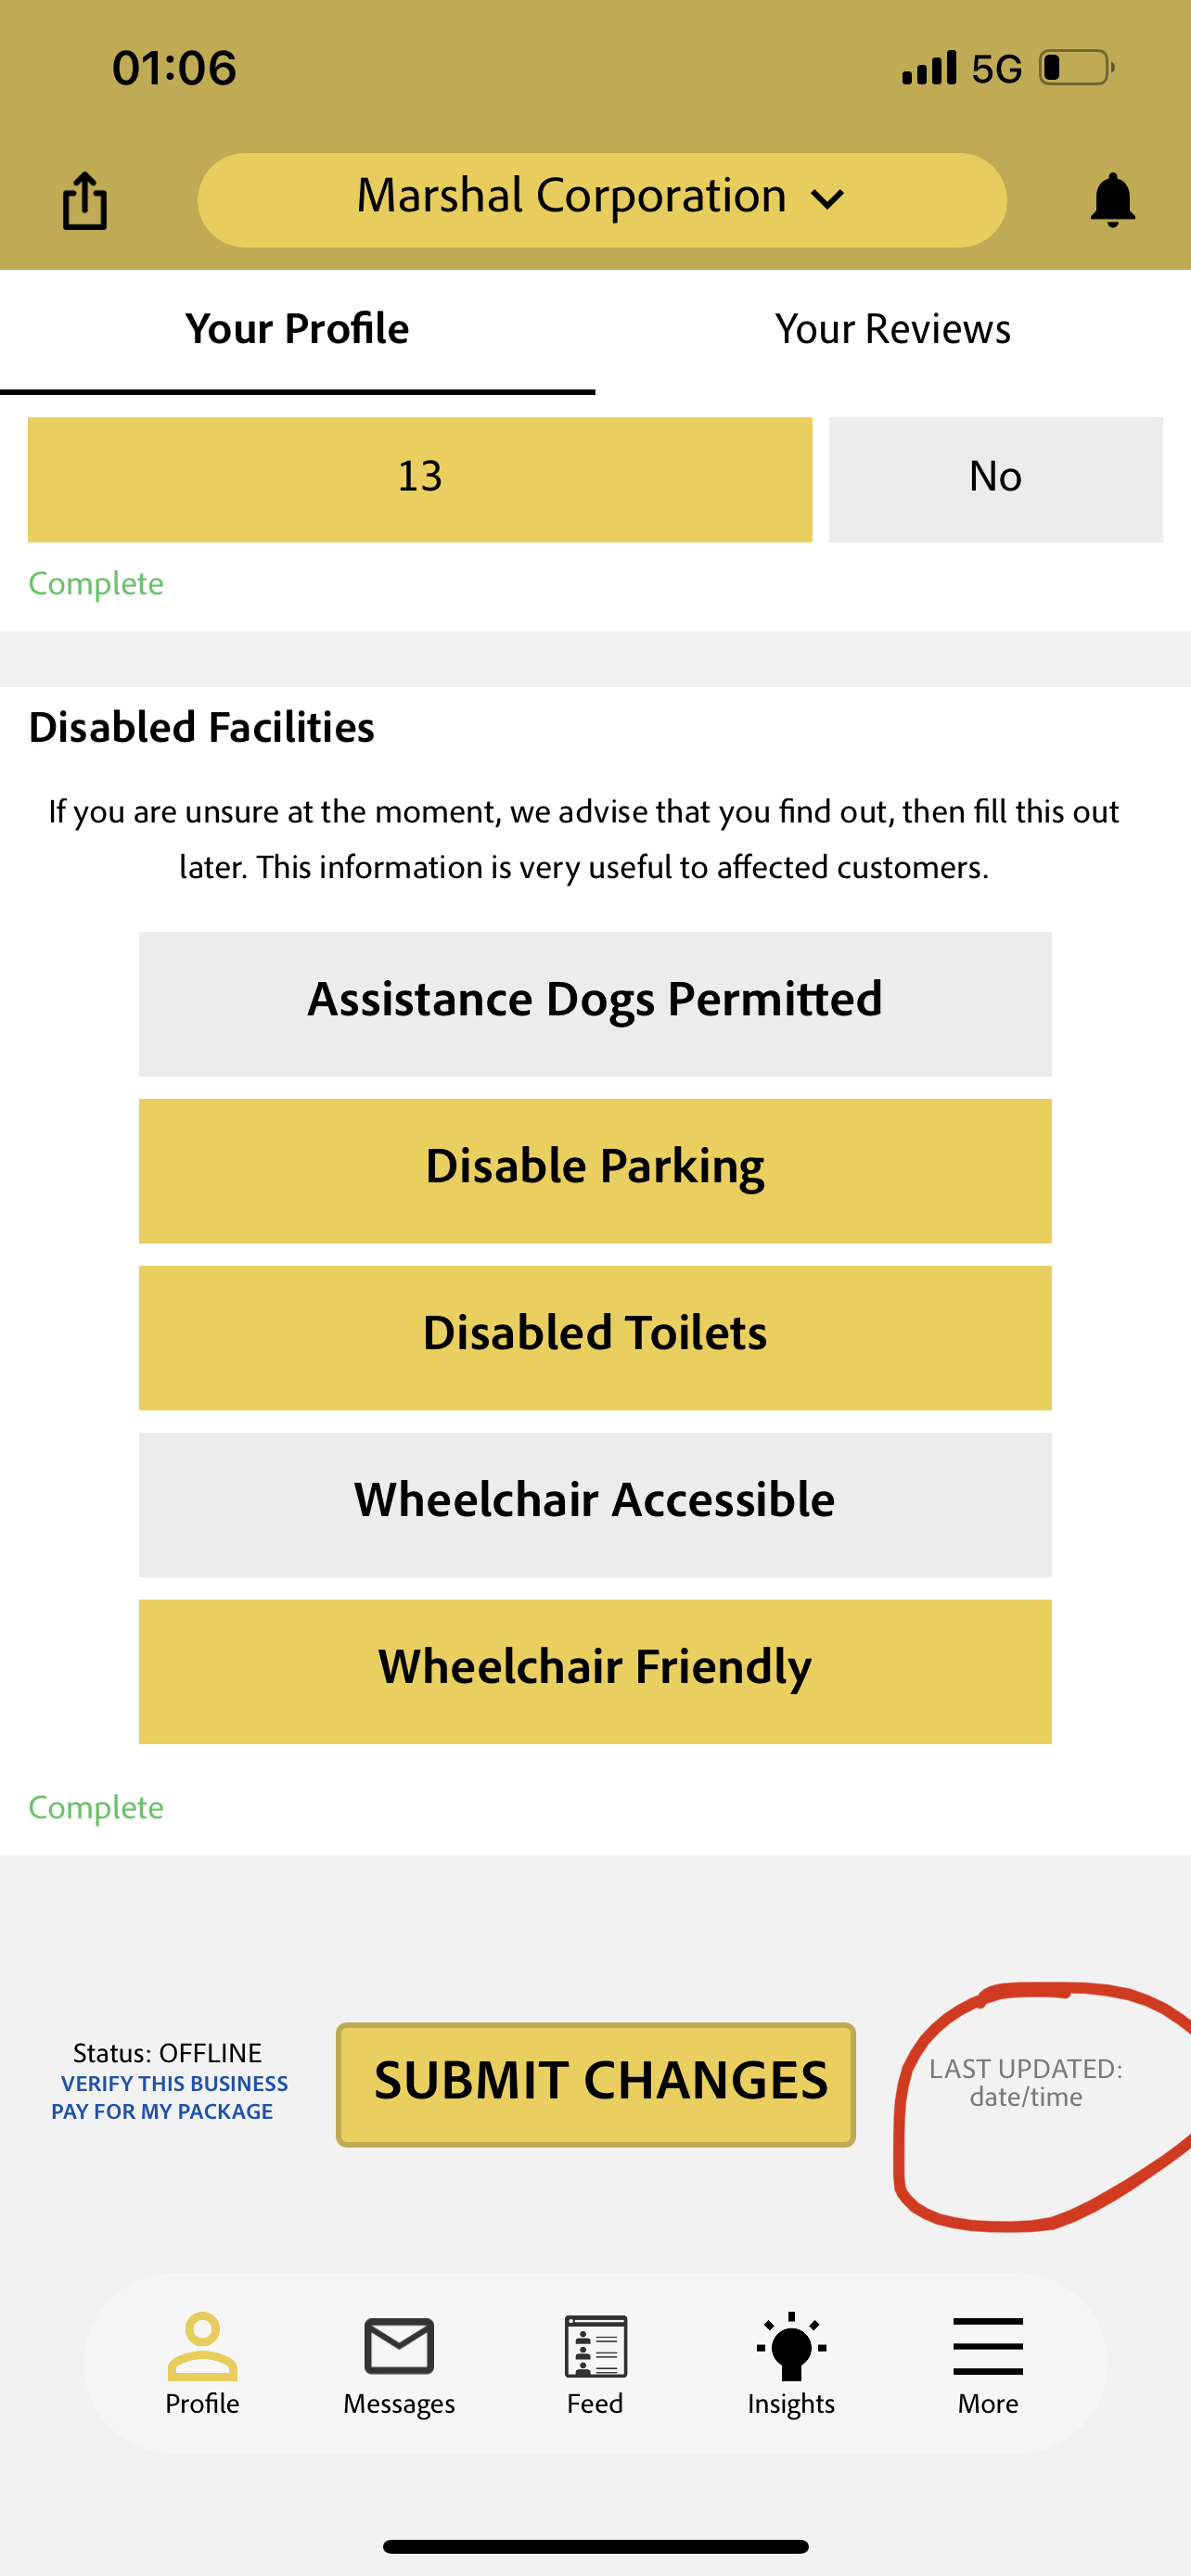 01:06 5G
Marshal Corporation
Your Profile Your Reviews
13 No
Complete
Disabled Facilities
If you are unsure at the moment, we advise that you find out, then fill this out
later. This information is very useful to affected customers.
Assistance Dogs Permitted
Disable Parking
Disabled Toilets
Wheelchair Accessible
Wheelchair Friendly
Complete
Status: OFFLINE
VERIFY THIS BUSINESS
PAY FOR MY PACKAGE
SUBMIT CHANGES
LAST UPDATED:
date/time
Profile Messages Feed Insights More